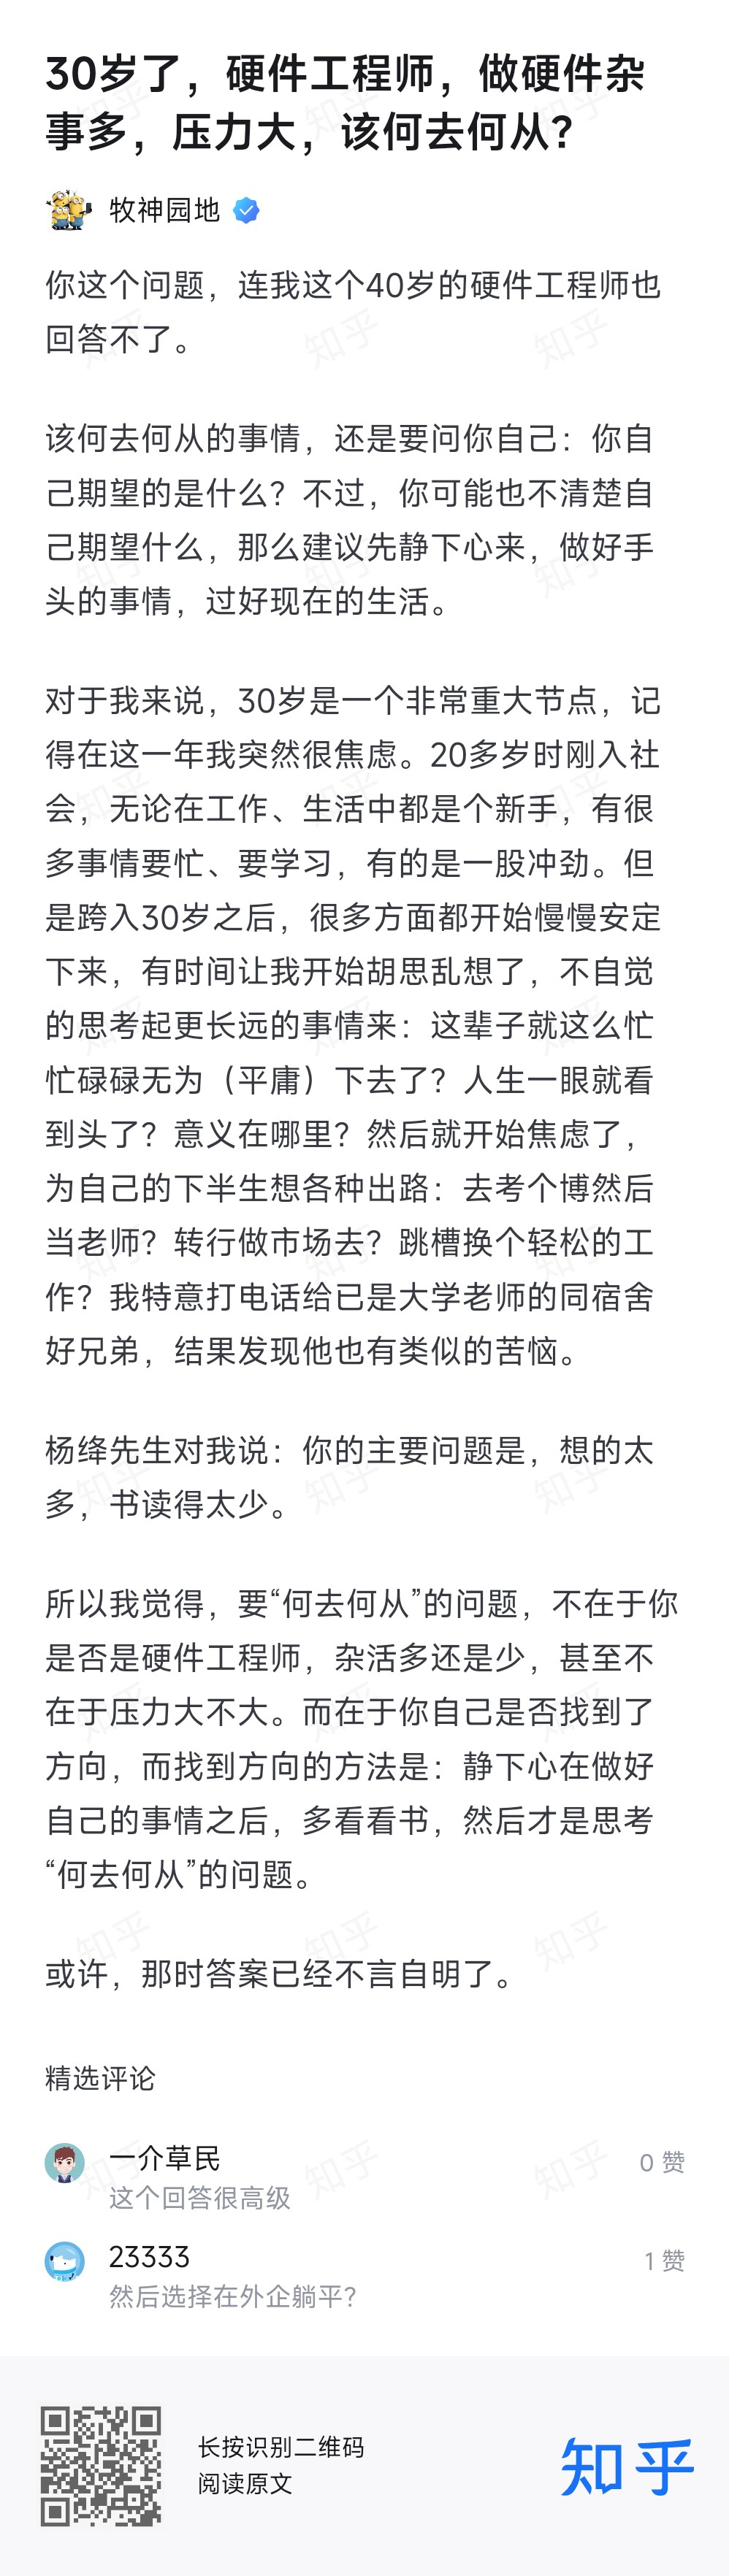 30岁了，硬件工程师，做硬件杂
事多，压力大，该何去何从？
牧神园地
你这个问题，连我这个40岁的硬件工程师也
回答不了。
该何去何从的事情，还是要问你自己：你自
己期望的是什么？不过，你可能也不清楚自
己期望什么，那么建议先静下心来，做好手
头的事情，过好现在的生活。
对于我来说，30岁是一个非常重大节点，记
得在这一年我突然很焦虑。20多岁时刚入社
会，无论在工作、生活中都是个新手，有很
多事情要忙、要学习，有的是一股冲劲。但
是跨入30岁之后，很多方面都开始慢慢安定
下来，有时间让我开始胡思乱想了，不自觉
的思考起更长远的事情来：这辈子就这么忙
忙碌碌无为（平庸）下去了？人生一眼就看
到头了？意义在哪里？然后就开始焦虑了，
为自己的下半生想各种出路：去考个博然后
当老师？转行做市场去？跳槽换个轻松的工
作？我特意打电话给已是大学老师的同宿舍
好兄弟，结果发现他也有类似的苦恼。
杨绛先生对我说：你的主要问题是，想的太
多，书读得太少。
所以我觉得，要“何去何从”的问题，不在于你
是否是硬件工程师，杂活多还是少，甚至不
在于压力大不大。而在于你自己是否找到了
方向，而找到方向的方法是：静下心在做好
自己的事情之后，多看看书，然后才是思考
“何去何从”的问题。
或许，那时答案已经不言自明了。
精选评论
一介草民
0 赞
这个回答很高级
23333
1 赞
然后选择在外企躺平？
长按识别二维码
阅读原文
知乎